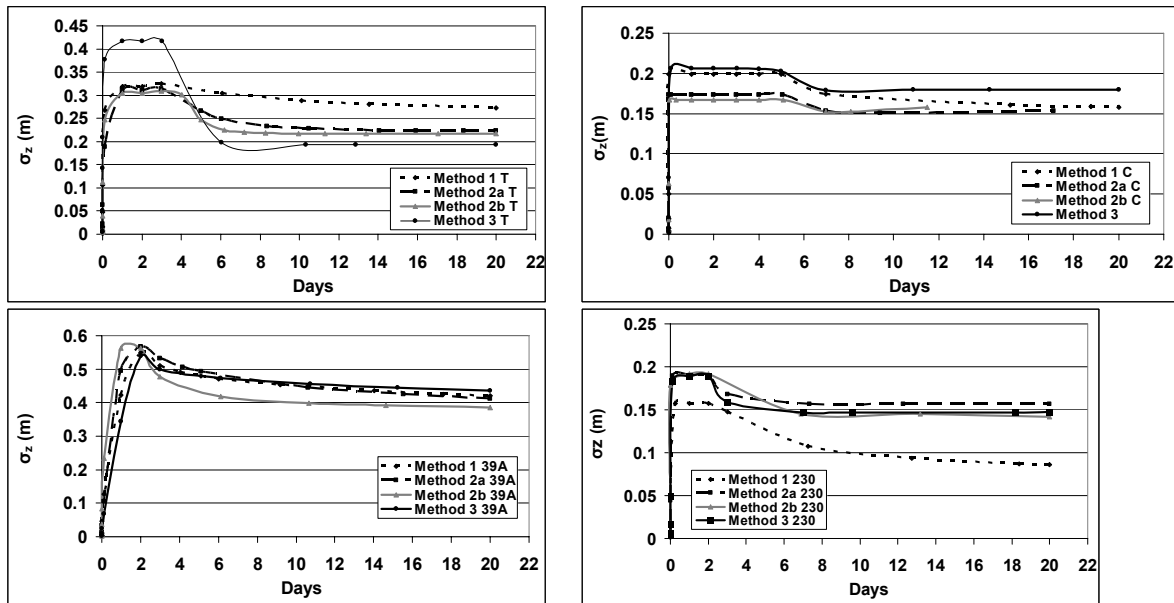 0.45
0.4
0.35
0.3
0.25
0.2
0.15
0.1
0.05
0
σz (m)
0 2 4 6 8 10 12 14 16 18 20 22
Days
Method 1 T
Method 2a T
Method 2b T
Method 3 T
0.25
0.2
0.15
0.1
0.05
0
σz(m)
0 2 4 6 8 10 12 14 16 18 20 22
Days
Method 1 C
Method 2a C
Method 2b C
Method 3
0.6
0.5
0.4
0.3
0.2
0.1
0
σz (m)
0 2 4 6 8 10 12 14 16 18 20 22
Days
Method 1 39A
Method 2a 39A
Method 2b 39A
Method 3 39A
0.25
0.2
0.15
0.1
0.05
0
σz (m)
0 2 4 6 8 10 12 14 16 18 20 22
Days
Method 1 230
Method 2a 230
Method 2b 230
Method 3 230